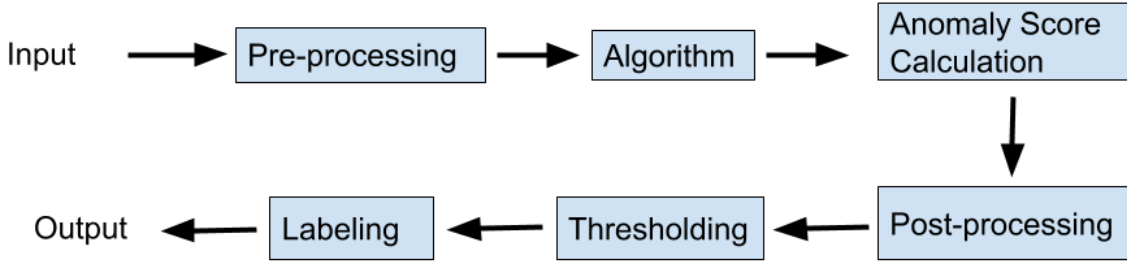 Input
Pre-processing
Algorithm
Anomaly Score
Calculation
Post-processing
Thresholding
Labeling
Output